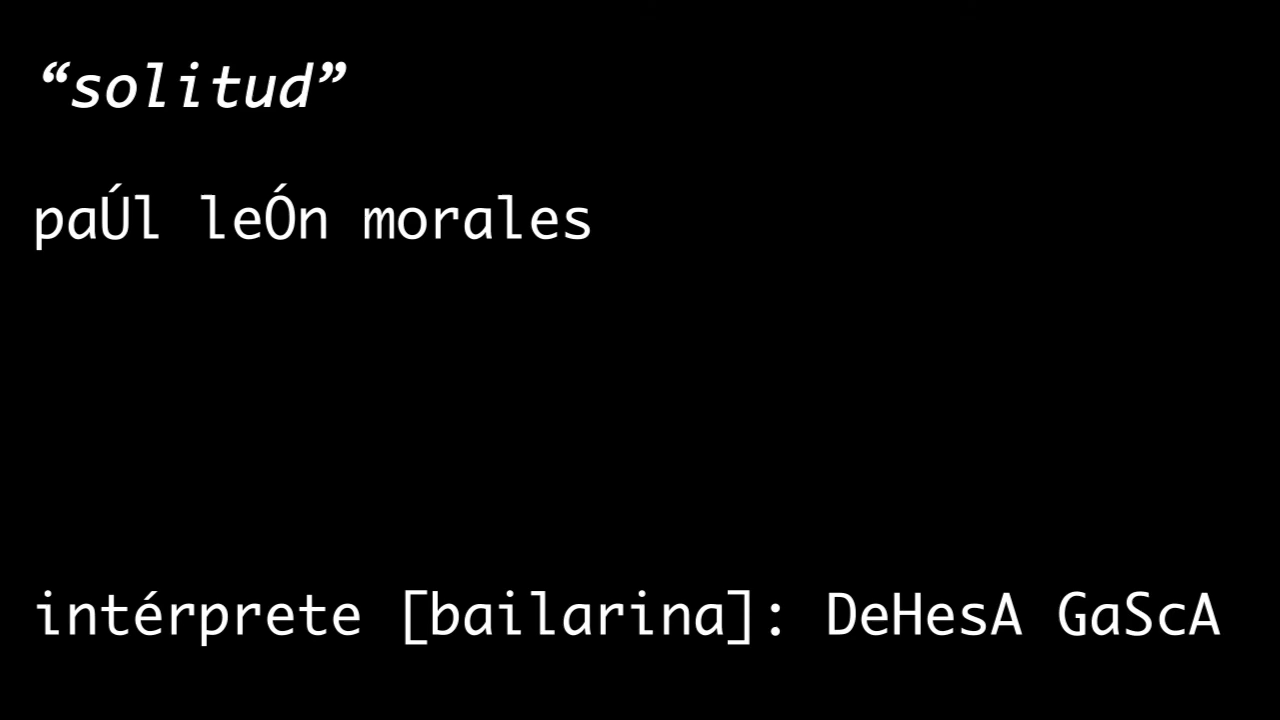 “solitud”
paÚl leÓn morales
intérprete [bailarina]: DeHesA GaScA